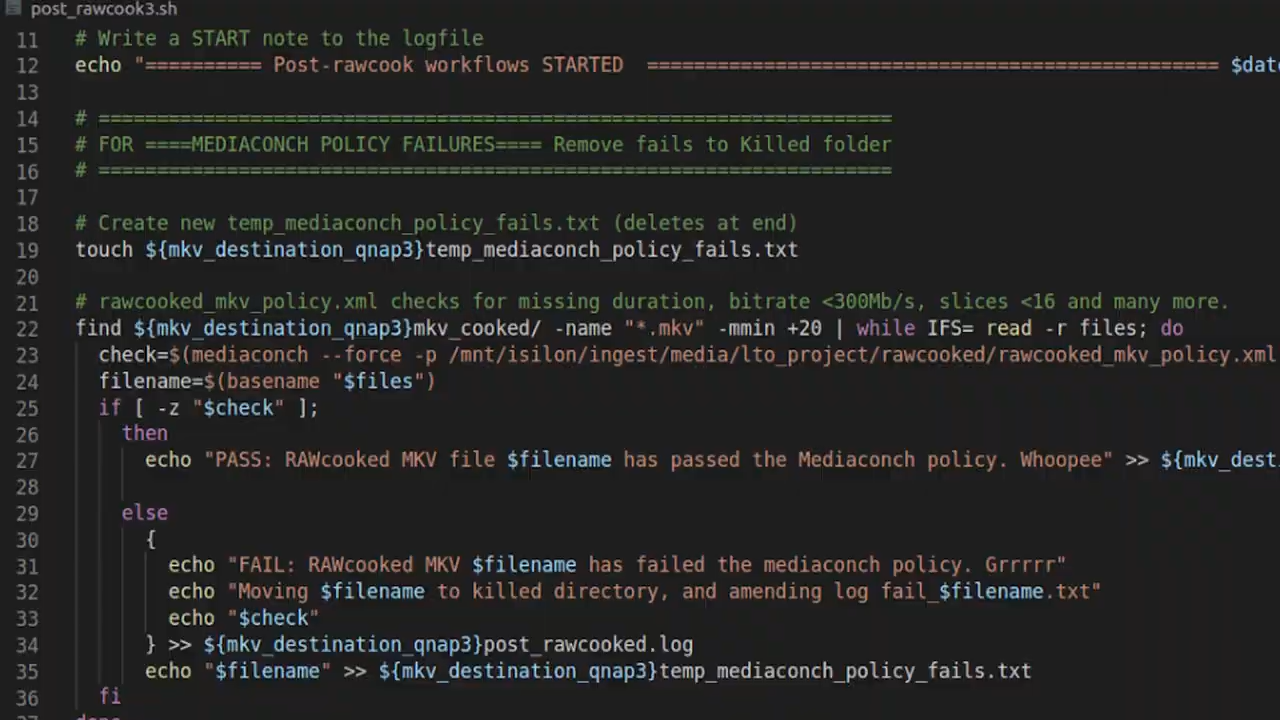 post_rawcook3.sh
11 # Write a START note to the logfile
12 echo "========== Post-rawcook workflows STARTED  ================================================= $dat
13
14 # ====================================================================
15 # FOR ====MEDIACONCH POLICY FAILURES==== Remove fails to Killed folder
16 # ====================================================================
17
18 # Create new temp_mediaconch_policy_fails.txt (deletes at end)
19 touch ${mkv_destination_qnap3}temp_mediaconch_policy_fails.txt
20
21 # rawcooked_mkv_policy.xml checks for missing duration, bitrate <300Mb/s, slices <16 and many more.
22 find ${mkv_destination_qnap3}mkv_cooked/ -name "*.mkv" -mmin +20 | while IFS= read -r files; do
23   check=$(mediaconch --force -p /mnt/isilon/ingest/media/lto_project/rawcooked/rawcooked_mkv_policy.xml
24   filename=$(basename "$files")
25   if [ -z "$check" ];
26     then
27       echo "PASS: RAWcooked MKV file $filename has passed the Mediaconch policy. Whoopee" >> ${mkv_dest
28
29     else
30       {
31         echo "FAIL: RAWcooked MKV $filename has failed the mediaconch policy. Grrrrr"
32         echo "Moving $filename to killed directory, and amending log fail_$filename.txt"
33         echo "$check"
34       } >> ${mkv_destination_qnap3}post_rawcooked.log
35       echo "$filename" >> ${mkv_destination_qnap3}temp_mediaconch_policy_fails.txt
36   fi